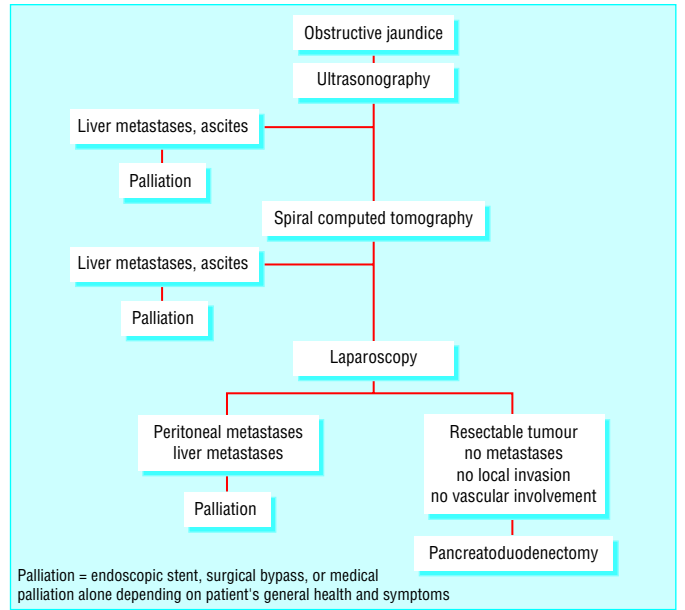 Obstructive jaundice
Ultrasonography
Liver metastases, ascites
Palliation
Spiral computed tomography
Liver metastases, ascites
Palliation
Laparoscopy
Peritoneal metastases
liver metastases
Palliation
Resectable tumour
no metastases
no local invasion
no vascular involvement
Pancreatoduodenectomy
Palliation = endoscopic stent, surgical bypass, or medical
palliation alone depending on patient's general health and symptoms